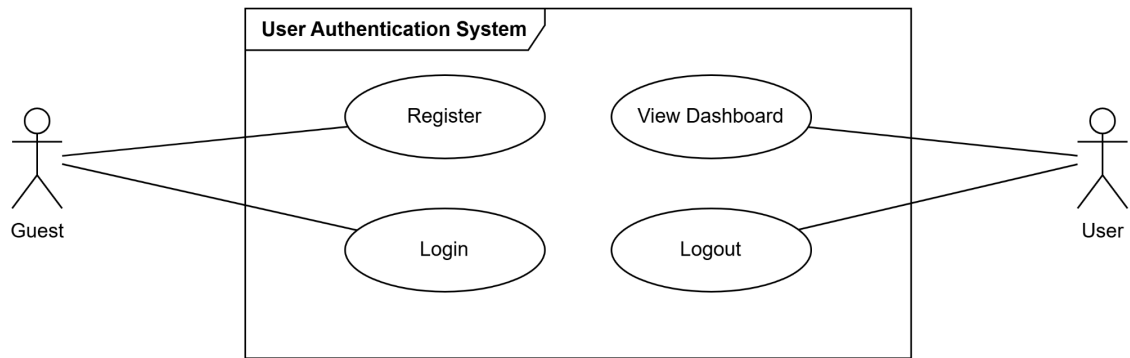 User Authentication System
Register
View Dashboard
Guest
User
Login
Logout